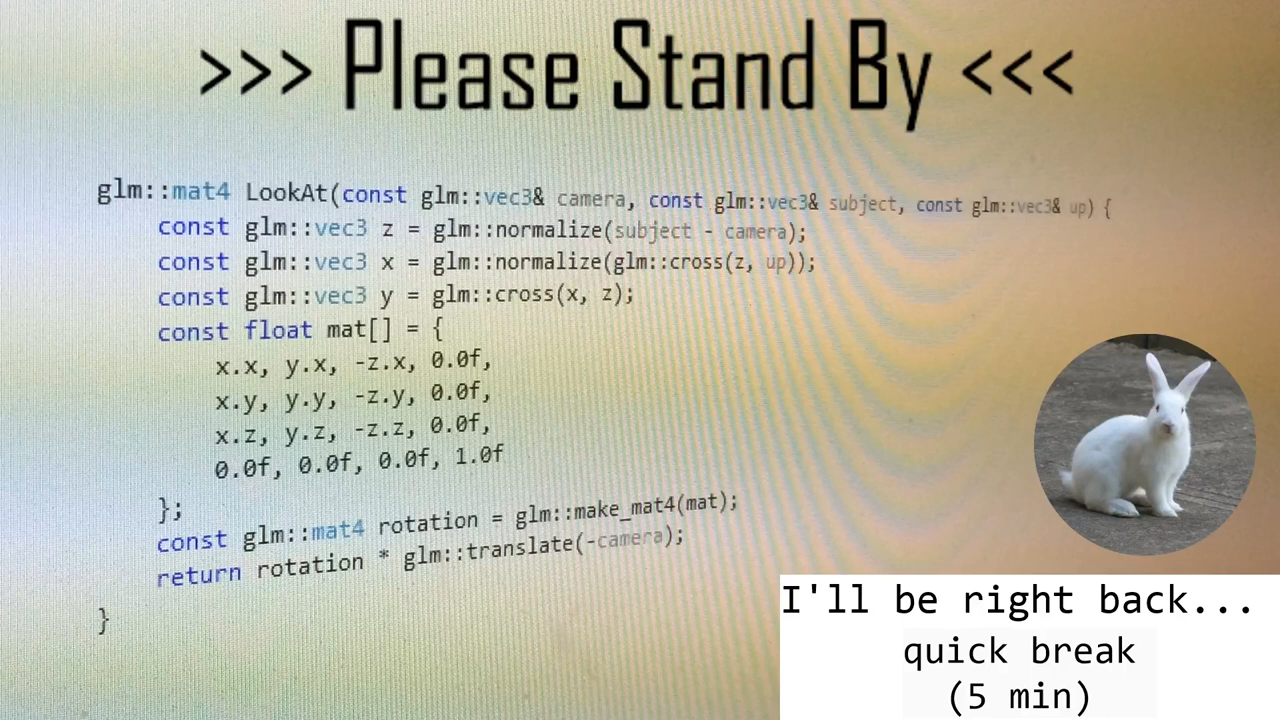 >>> Please Stand By <<<
glm::mat4 LookAt(const glm::vec3& camera, const glm::vec3& subject, const glm::vec3& up) {
const glm::vec3 z = glm::normalize(subject - camera);
const glm::vec3 x = glm::normalize(glm::cross(z, up));
const glm::vec3 y = glm::cross(x, z);
const float mat[] = {
x.x, y.x, -z.x, 0.0f,
x.y, y.y, -z.y, 0.0f,
x.z, y.z, -z.z, 0.0f,
0.0f, 0.0f, 0.0f, 1.0f
};
const glm::mat4 rotation = glm::make_mat4(mat);
return rotation * glm::translate(-camera);
}
I'll be right back...
quick break
(5 min)